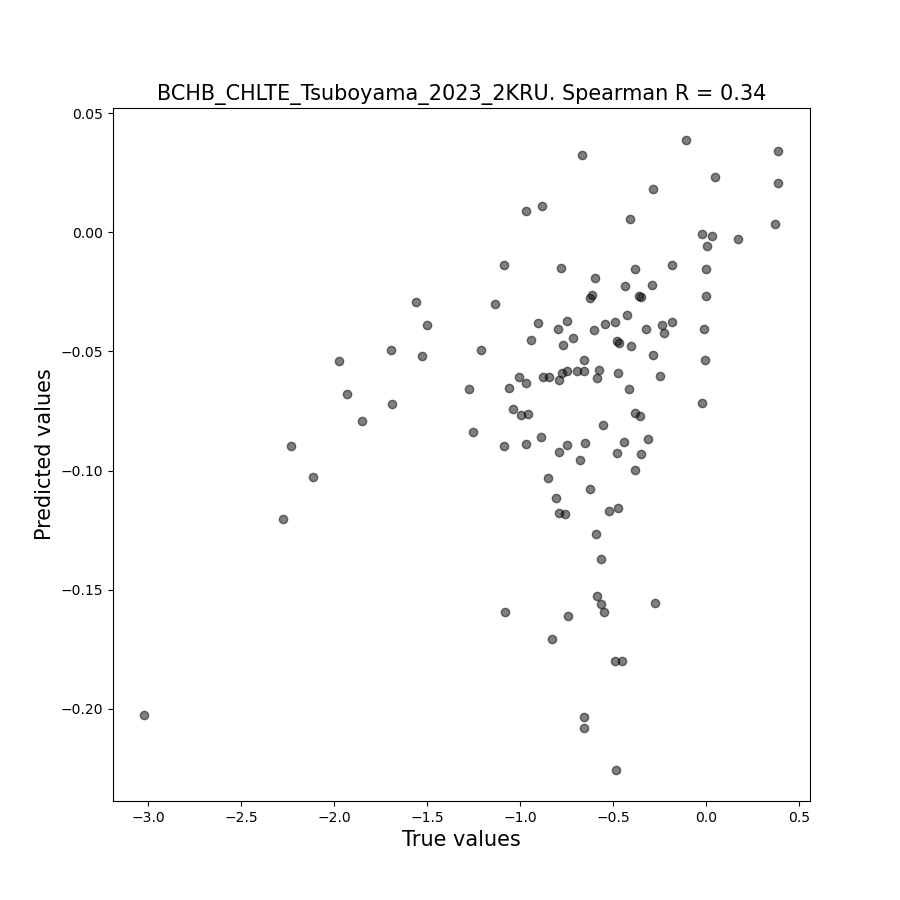 BCHB_CHLTE_Tsuboyama_2023_2KRU. Spearman R = 0.34
0.05
0.00
−0.05
−0.10
−0.15
−0.20
Predicted values
−3.0 −2.5 −2.0 −1.5 −1.0 −0.5 0.0 0.5
True values